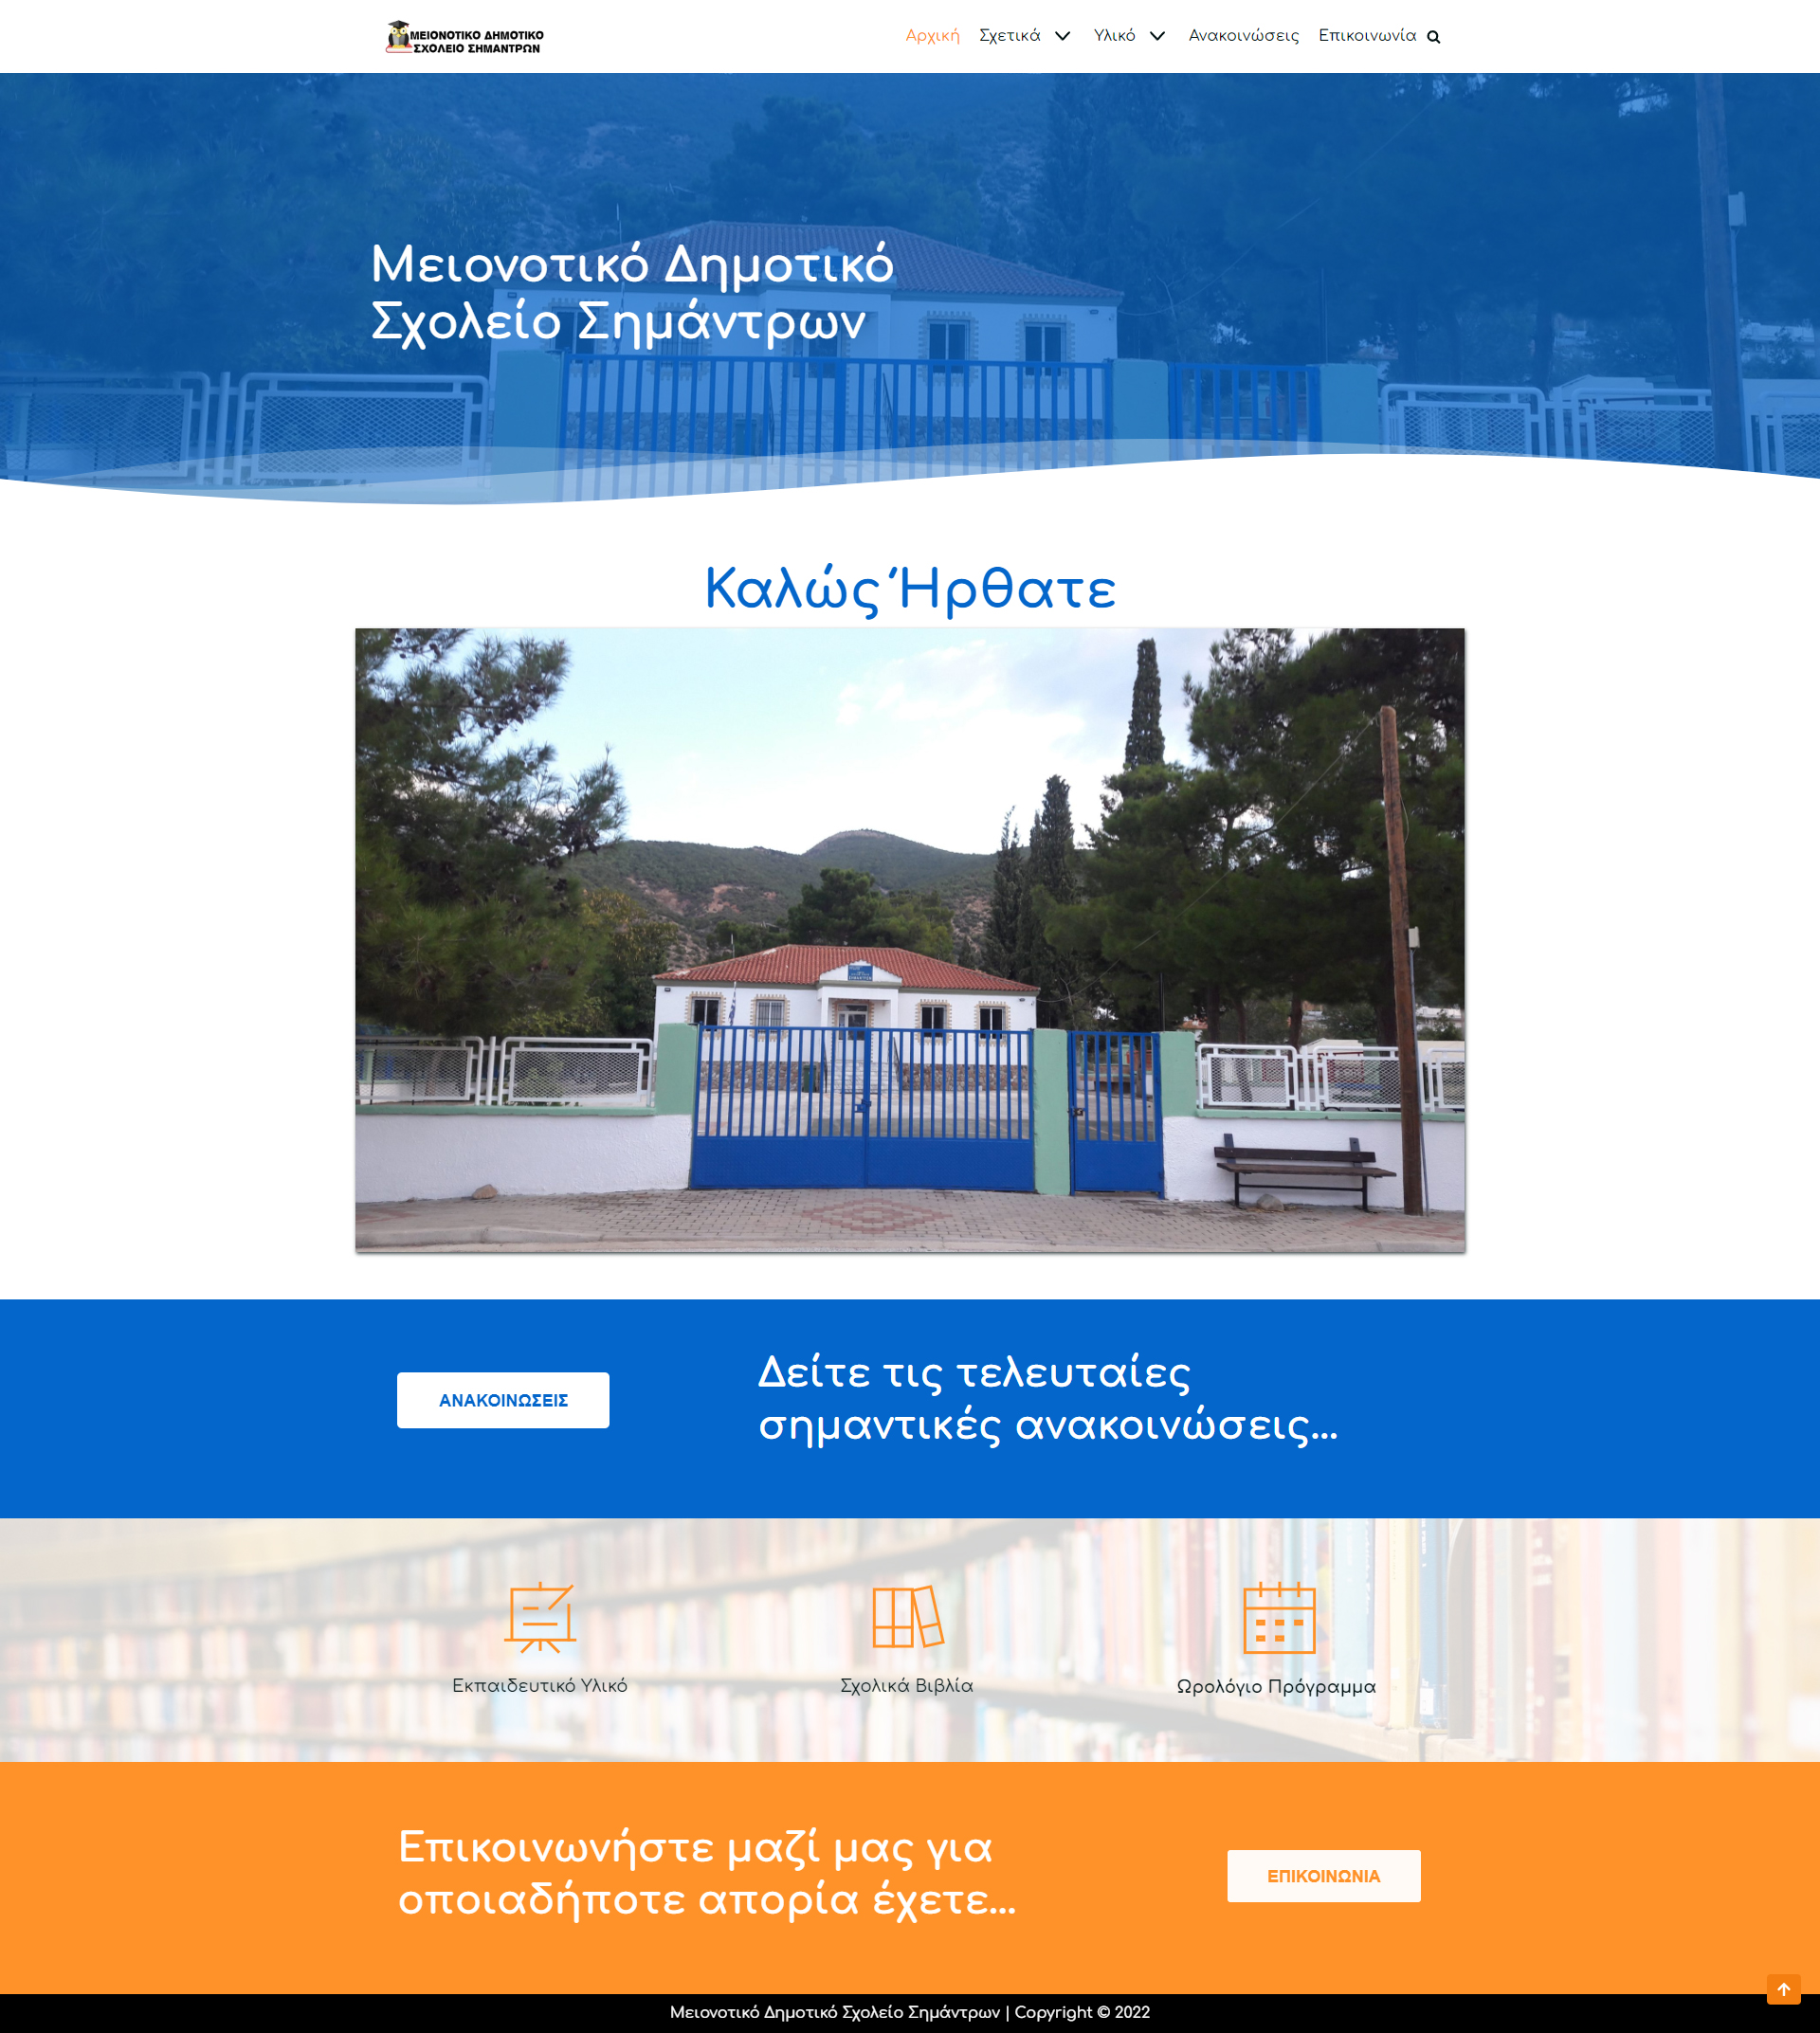 ΜΕΙΟΝΟΤΙΚΟ ΔΗΜΟΤΙΚΟ
ΣΧΟΛΕΙΟ ΣΗΜΑΝΤΡΩΝ
Αρχική Σχετικά Υλικό Ανακοινώσεις Επικοινωνία
Μειονοτικό Δημοτικό
Σχολείο Σημάντρων
Καλώς Ήρθατε
ΑΝΑΚΟΙΝΩΣΕΙΣ
Δείτε τις τελευταίες
σημαντικές ανακοινώσεις...
Εκπαιδευτικό Υλικό
Σχολικά Βιβλία
Ωρολόγιο Πρόγραμμα
Επικοινωνήστε μαζί μας για
οποιαδήποτε απορία έχετε...
ΕΠΙΚΟΙΝΩΝΙΑ
Μειονοτικό Δημοτικό Σχολείο Σημάντρων | Copyright © 2022